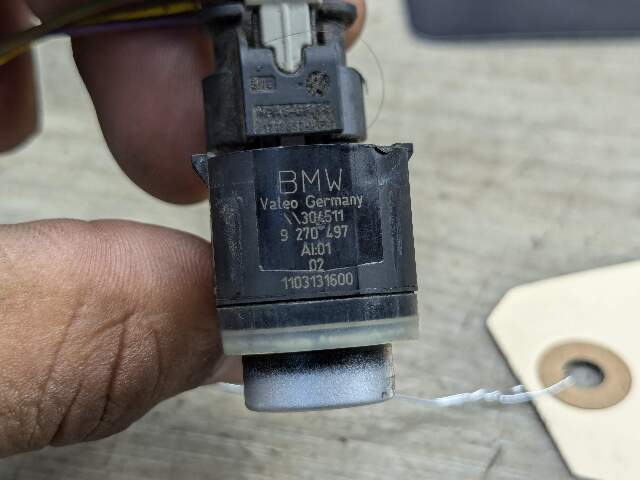 BMW
Valeo Germany
\\304511
9 270 497
AI:01
02
1103131600